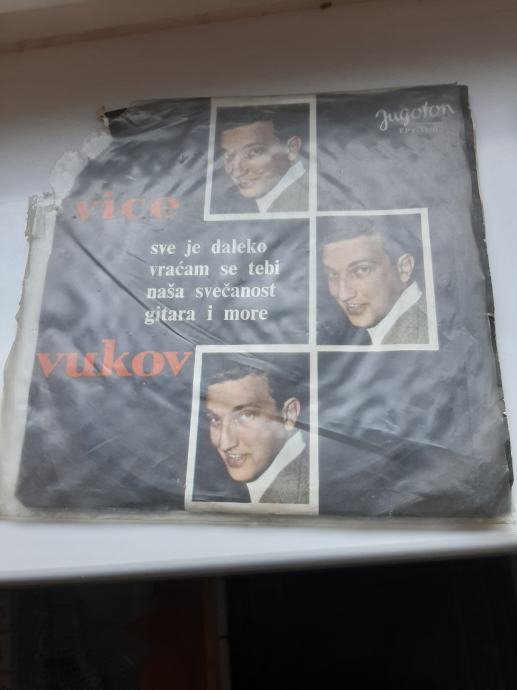 Jugoton
vice
sve je daleko
vraćam se tebi
naša svečanost
gitara i more
vukov